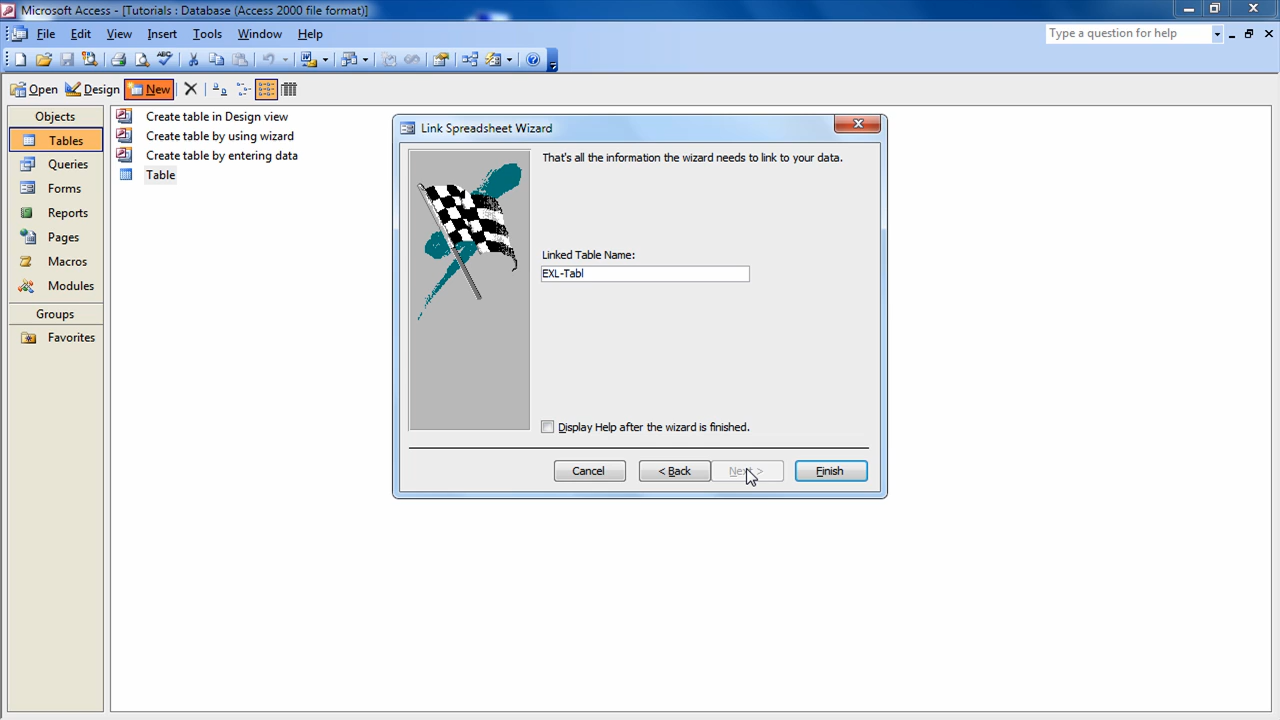 Microsoft Access - [Tutorials : Database (Access 2000 file format)]
File Edit View Insert Tools Window Help
Type a question for help
Open Design New
Objects
Tables
Queries
Forms
Reports
Pages
Macros
Modules
Groups
Favorites
Create table in Design view
Create table by using wizard
Create table by entering data
Table
Link Spreadsheet Wizard
That's all the information the wizard needs to link to your data.
Linked Table Name:
EXL-Tabl
Display Help after the wizard is finished.
Cancel < Back Next > Finish